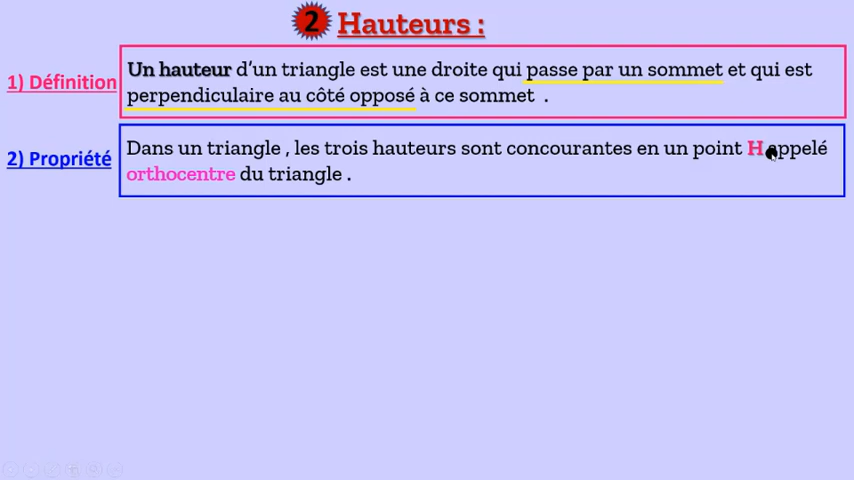 2 Hauteurs :
1) Définition
Un hauteur d'un triangle est une droite qui passe par un sommet et qui est
perpendiculaire au côté opposé à ce sommet .
2) Propriété
Dans un triangle , les trois hauteurs sont concourantes en un point H appelé
orthocentre du triangle .